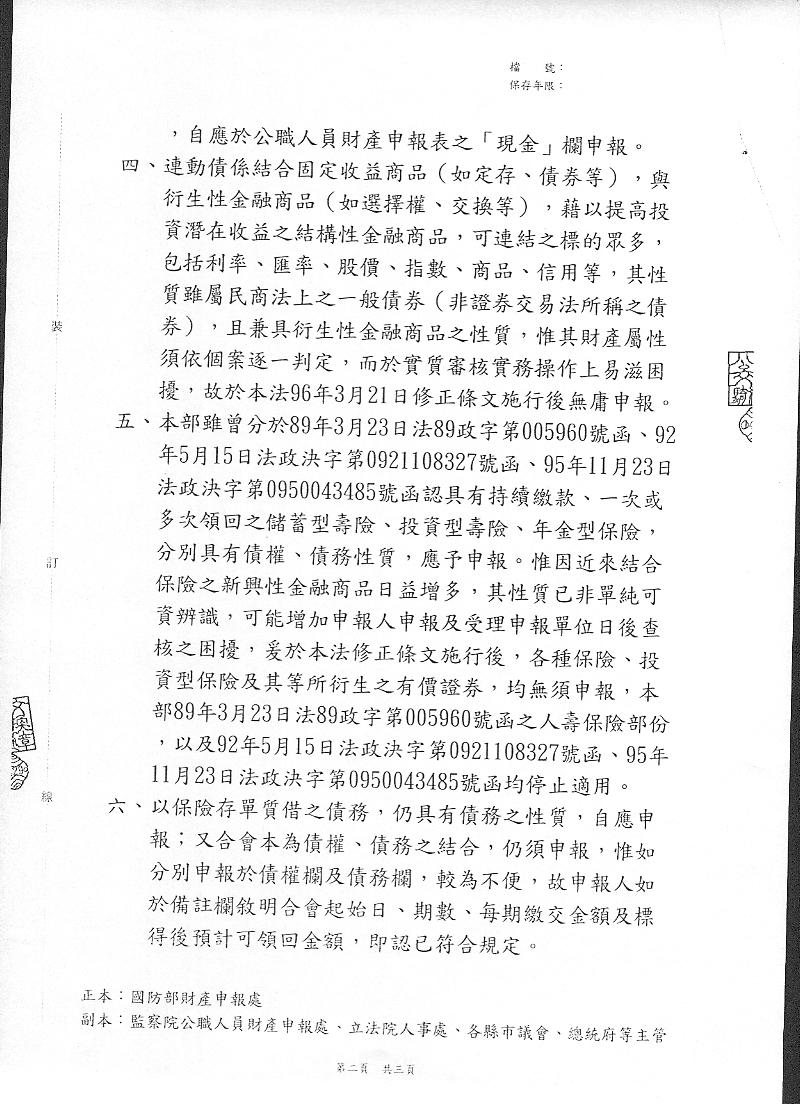 檔　　號：
保存年限：
，自應於公職人員財產申報表之「現金」欄申報。
四、連動債係結合固定收益商品（如定存、債券等），與
衍生性金融商品（如選擇權、交換等），藉以提高投
資潛在收益之結構性金融商品，可連結之標的眾多，
包括利率、匯率、股價、指數、商品、信用等，其性
質雖屬民商法上之一般債券（非證券交易法所稱之債
券），且兼具衍生性金融商品之性質，惟其財產屬性
須依個案逐一判定，而於實質審核實務操作上易滋困
擾，故於本法96年3月21日修正條文施行後無庸申報。
五、本部雖曾分於89年3月23日法89政字第005960號函、92
年5月15日法政決字第0921108327號函、95年11月23日
法政決字第0950043485號函認具有持續繳款、一次或
多次領回之儲蓄型壽險、投資型壽險、年金型保險，
分別具有債權、債務性質，應予申報。惟因近來結合
保險之新興性金融商品日益增多，其性質已非單純可
資辨識，可能增加申報人申報及受理申報單位日後查
核之困擾，爰於本法修正條文施行後，各種保險、投
資型保險及其等所衍生之有價證券，均無須申報，本
部89年3月23日法89政字第005960號函之人壽保險部份
，以及92年5月15日法政決字第0921108327號函、95年
11月23日法政決字第0950043485號函均停止適用。
六、以保險存單質借之債務，仍具有債務之性質，自應申
報；又合會本為債權、債務之結合，仍須申報，惟如
分別申報於債權欄及債務欄，較為不便，故申報人如
於備註欄敘明合會起始日、期數、每期繳交金額及標
得後預計可領回金額，即認已符合規定。
正本：國防部財產申報處
副本：監察院公職人員財產申報處、立法院人事處、各縣市議會、總統府等主管
第二頁　共三頁
裝
訂
線